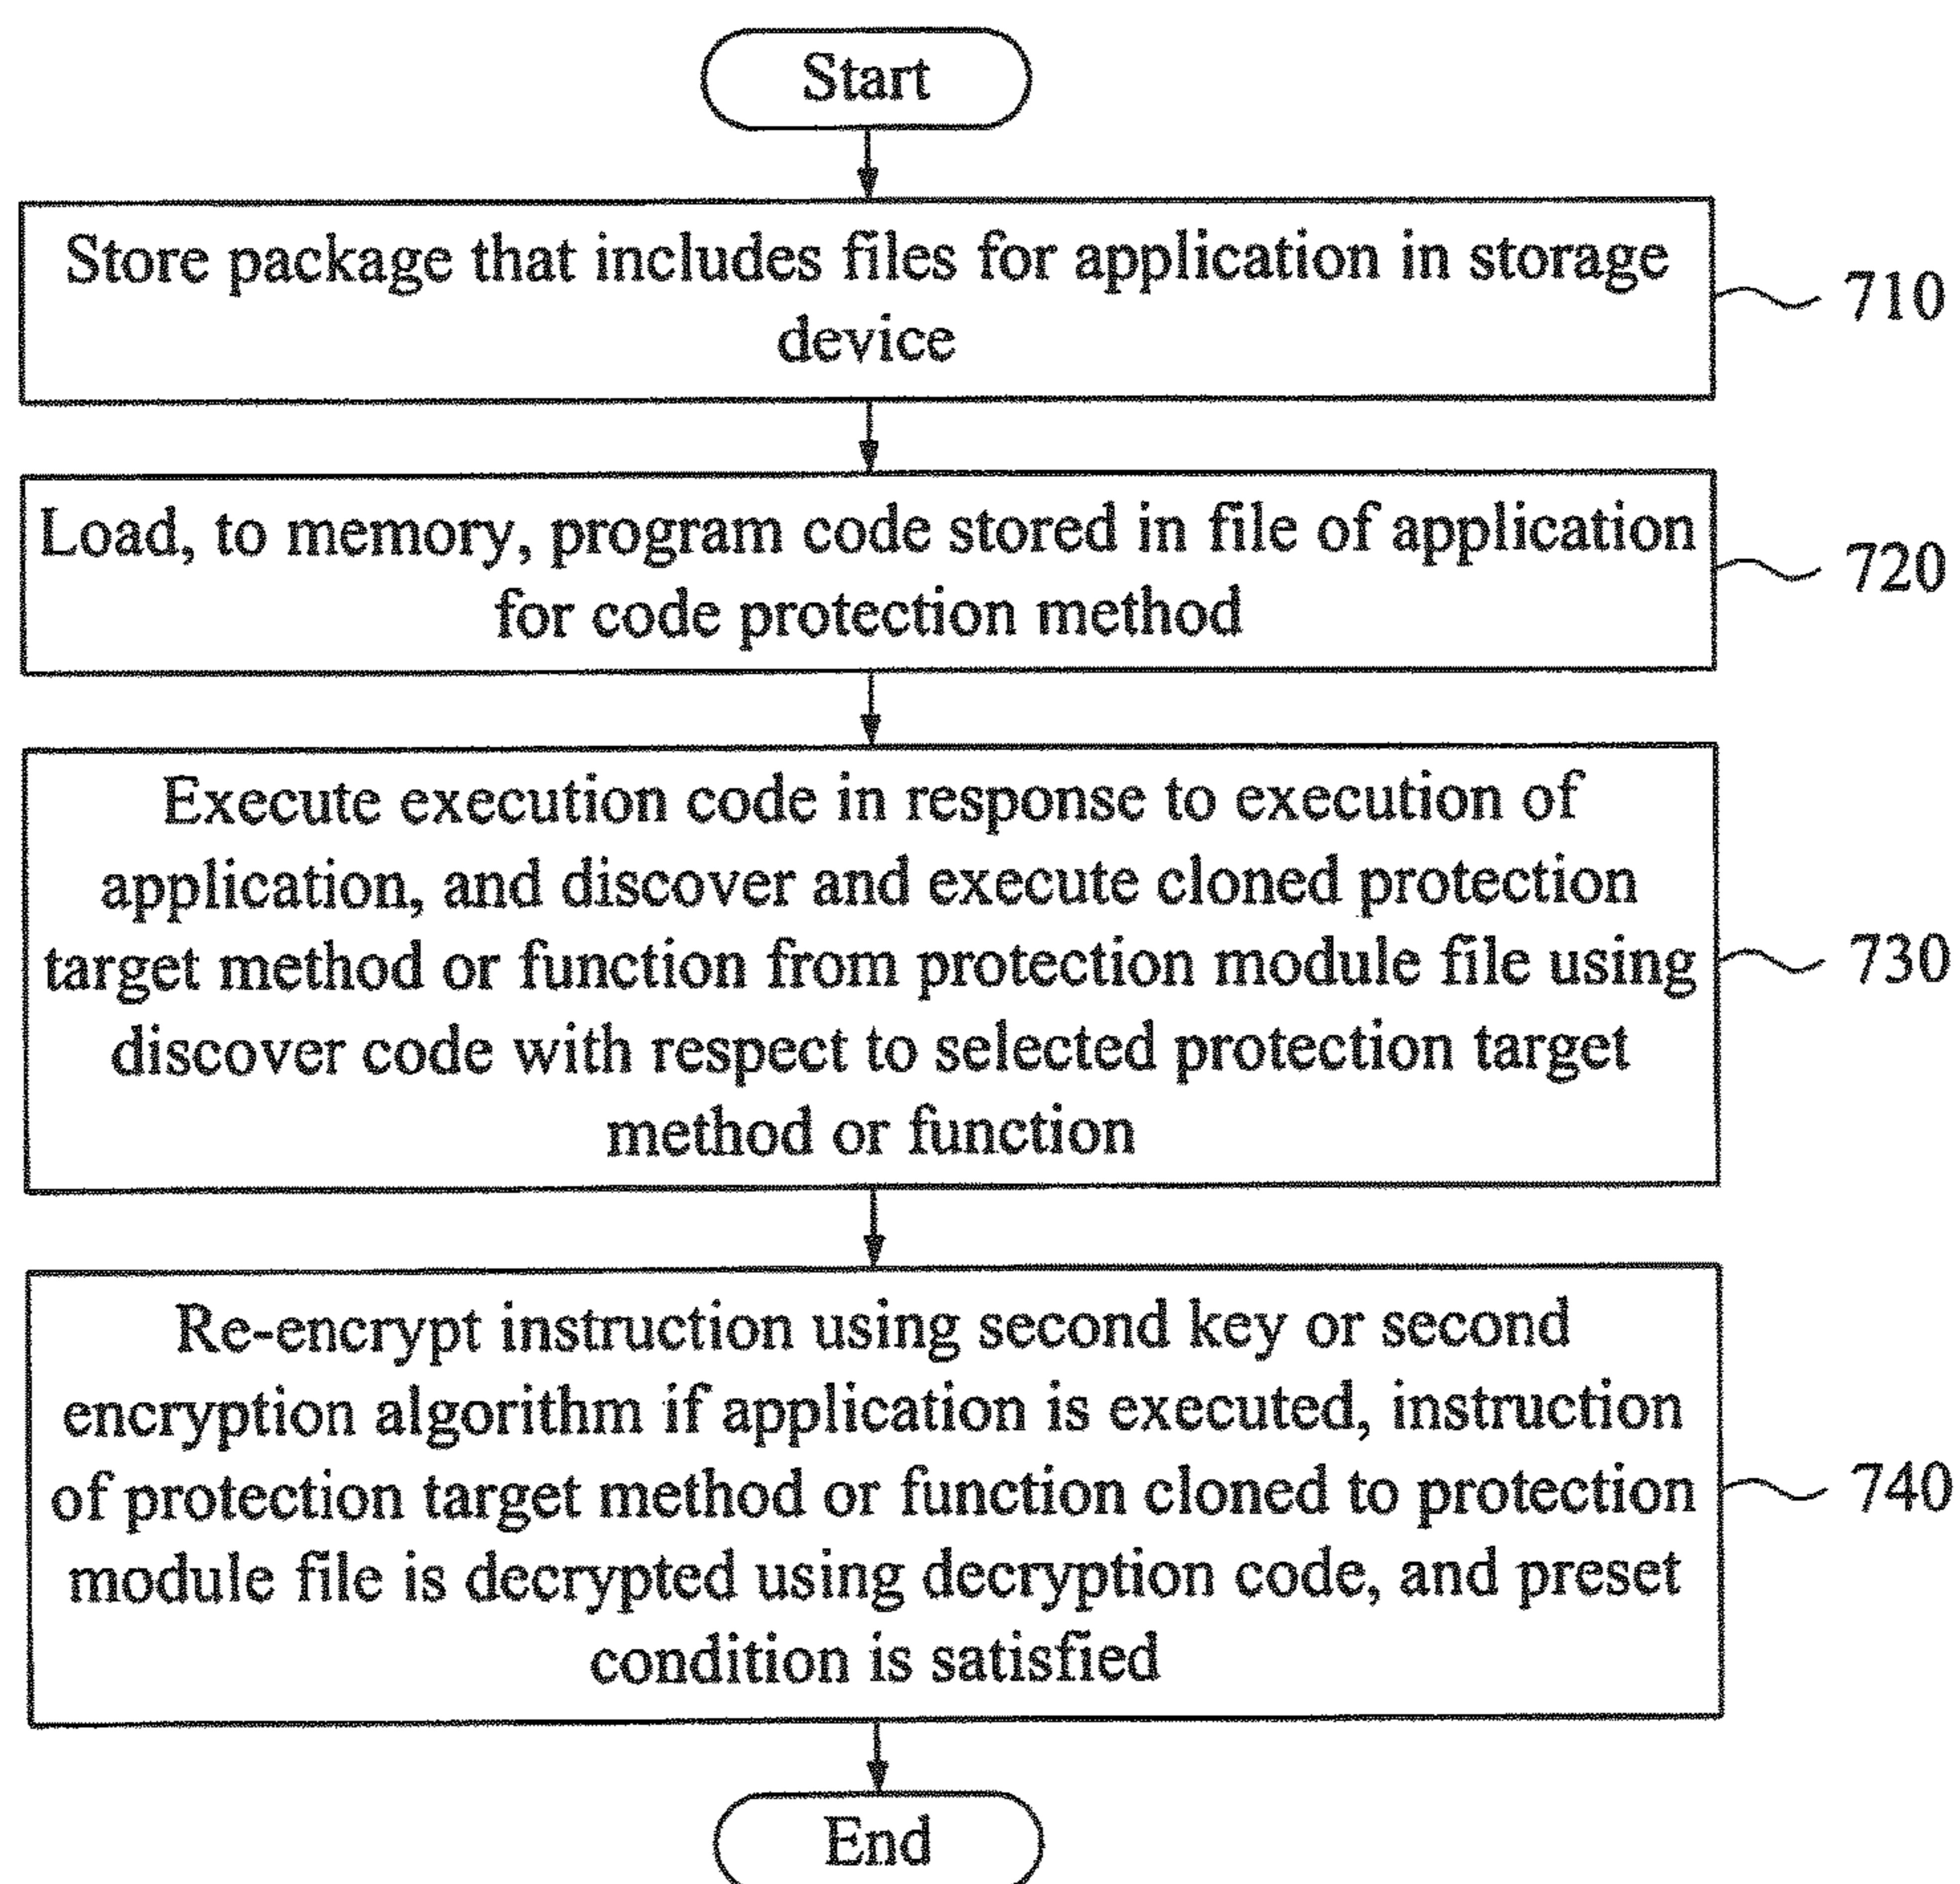 Start
Store package that includes files for application in storage
device
710
Load, to memory, program code stored in file of application
for code protection method
720
Execute execution code in response to execution of
application, and discover and execute cloned protection
target method or function from protection module file using
discover code with respect to selected protection target
method or function
730
Re-encrypt instruction using second key or second
encryption algorithm if application is executed, instruction
of protection target method or function cloned to protection
module file is decrypted using decryption code, and preset
condition is satisfied
740
End